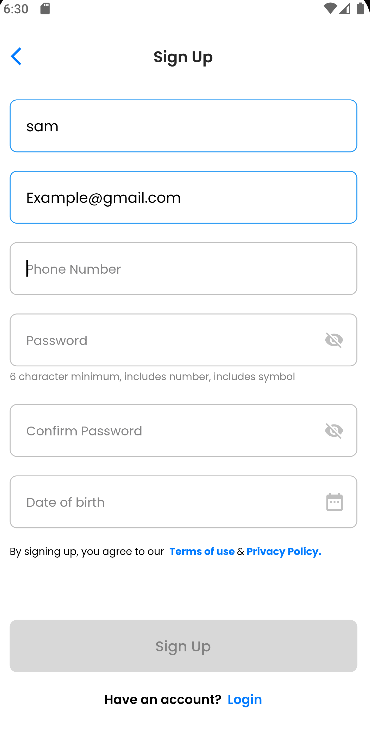 6:30
Sign Up
sam
Example@gmail.com
Phone Number
Password
6 character minimum, includes number, includes symbol
Confirm Password
Date of birth
By signing up, you agree to our Terms of use & Privacy Policy.
Sign Up
Have an account? Login